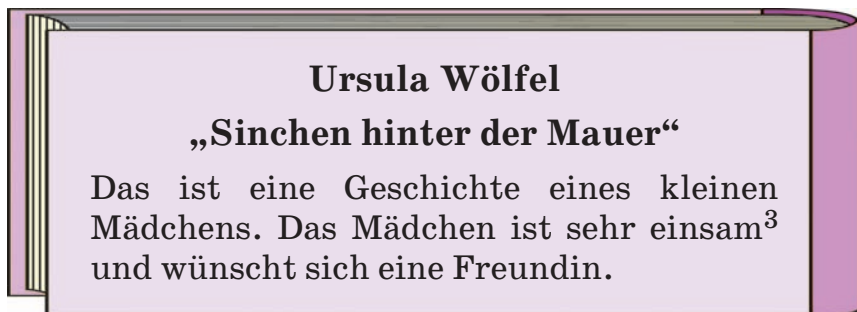 Ursula Wölfel
„Sinchen hinter der Mauer“
Das ist eine Geschichte eines kleinen
Mädchens. Das Mädchen ist sehr einsam³
und wünscht sich eine Freundin.